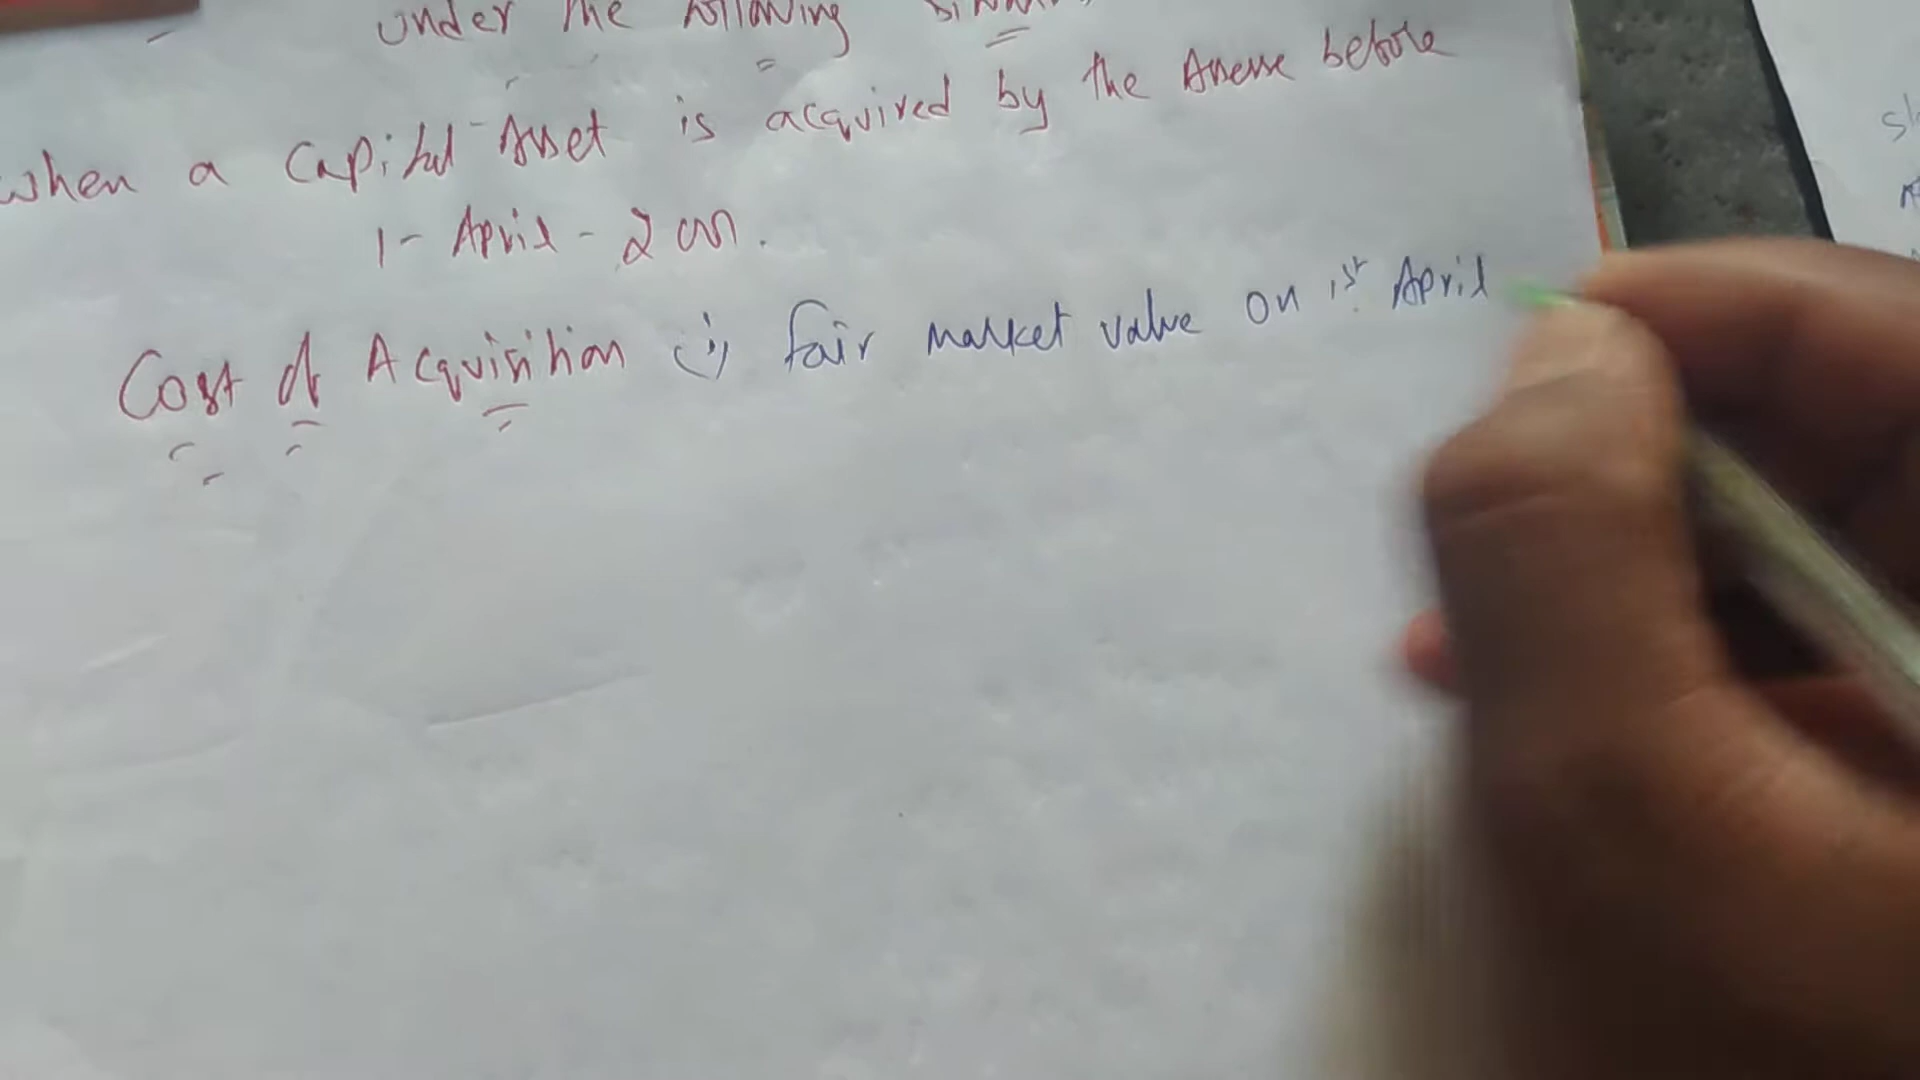 under the following
when a Capital Asset is acquired by the Assesse before
1 - April - 2001.
Cost of Acquisition (i) fair market value on 1st April